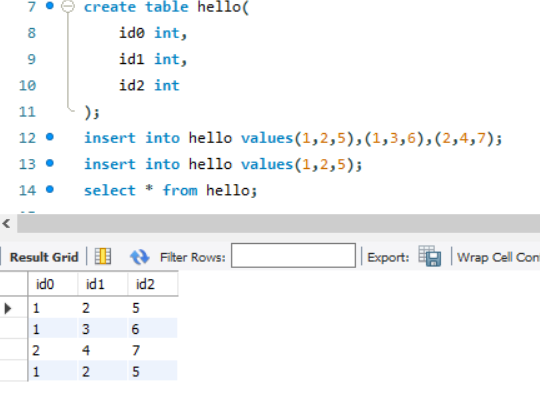 7 create table hello(
8 id0 int,
9 id1 int,
10 id2 int
11 );
12 insert into hello values(1,2,5),(1,3,6),(2,4,7);
13 insert into hello values(1,2,5);
14 select * from hello;
Result Grid Filter Rows: Export: Wrap Cell Con
id0 id1 id2
1 2 5
1 3 6
2 4 7
1 2 5